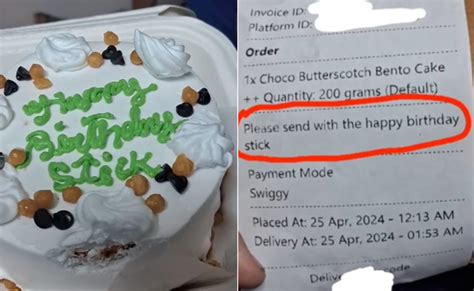 Happy
Birthday
Stick
Invoice ID:
Platform ID:
Order
1x Choco Butterscotch Bento Cake
++ Quantity: 200 grams (Default)
Please send with the happy birthday
stick
Payment Mode
Swiggy
Placed At: 25 Apr, 2024 - 12:13 AM
Delivery At: 25 Apr, 2024 - 01:53 AM